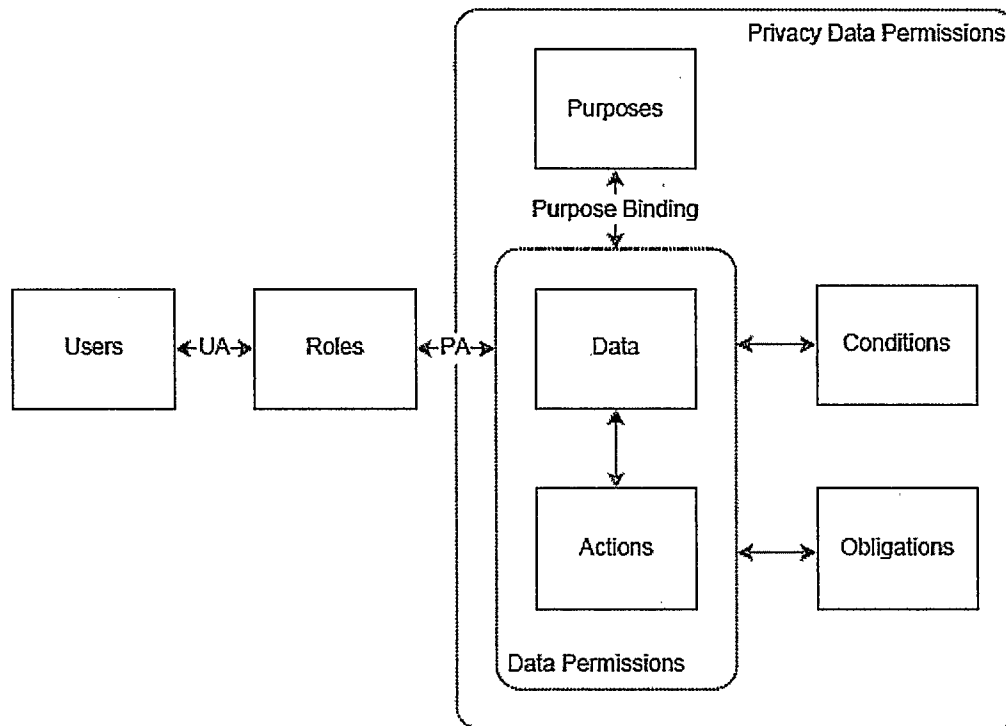 Privacy Data Permissions
Purposes
Purpose Binding
Users
UA
Roles
PA
Data
Conditions
Actions
Obligations
Data Permissions